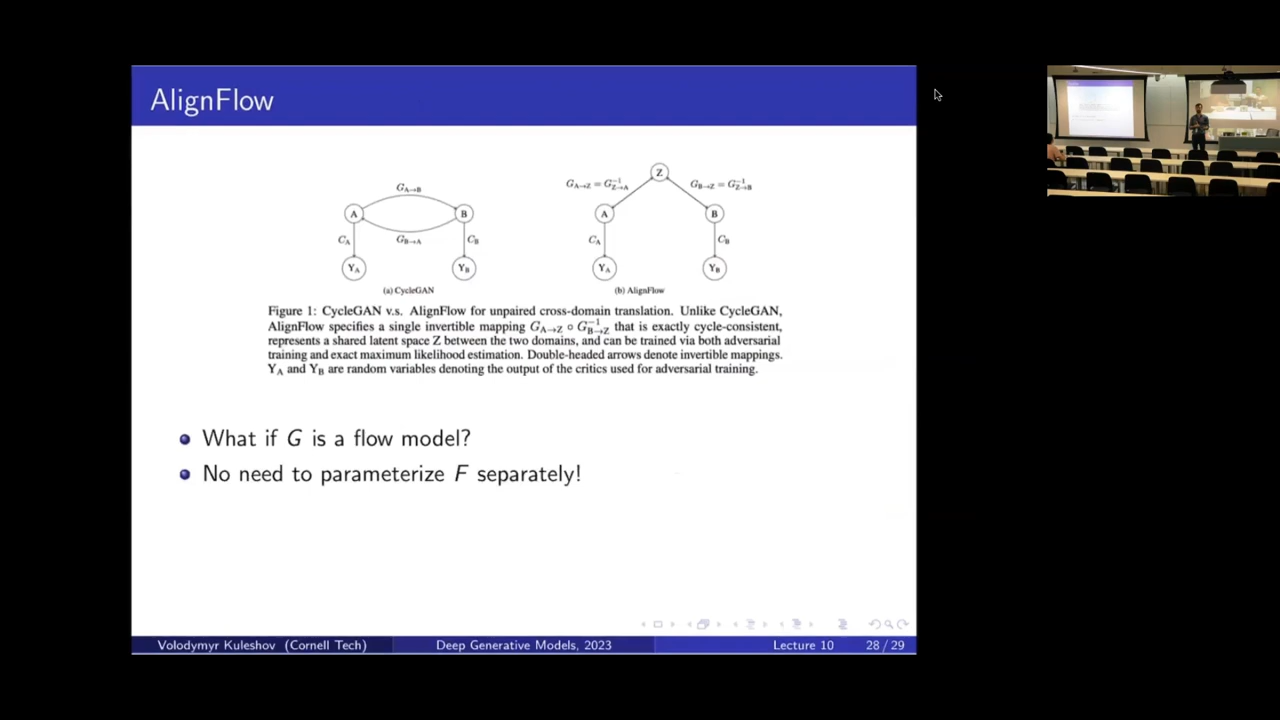 AlignFlow
G_{A→B}
A
B
G_{B→A}
C_A
C_B
Y_A
Y_B
(a) CycleGAN
Z
G_{A→Z} = G^{-1}_{Z→A}
G_{B→Z} = G^{-1}_{Z→B}
A
B
C_A
C_B
Y_A
Y_B
(b) AlignFlow
Figure 1: CycleGAN v.s. AlignFlow for unpaired cross-domain translation. Unlike CycleGAN,
AlignFlow specifies a single invertible mapping G_{A→Z} ∘ G^{-1}_{B→Z} that is exactly cycle-consistent,
represents a shared latent space Z between the two domains, and can be trained via both adversarial
training and exact maximum likelihood estimation. Double-headed arrows denote invertible mappings.
Y_A and Y_B are random variables denoting the output of the critics used for adversarial training.
What if G is a flow model?
No need to parameterize F separately!
Volodymyr Kuleshov (Cornell Tech)
Deep Generative Models, 2023
Lecture 10
28 / 29